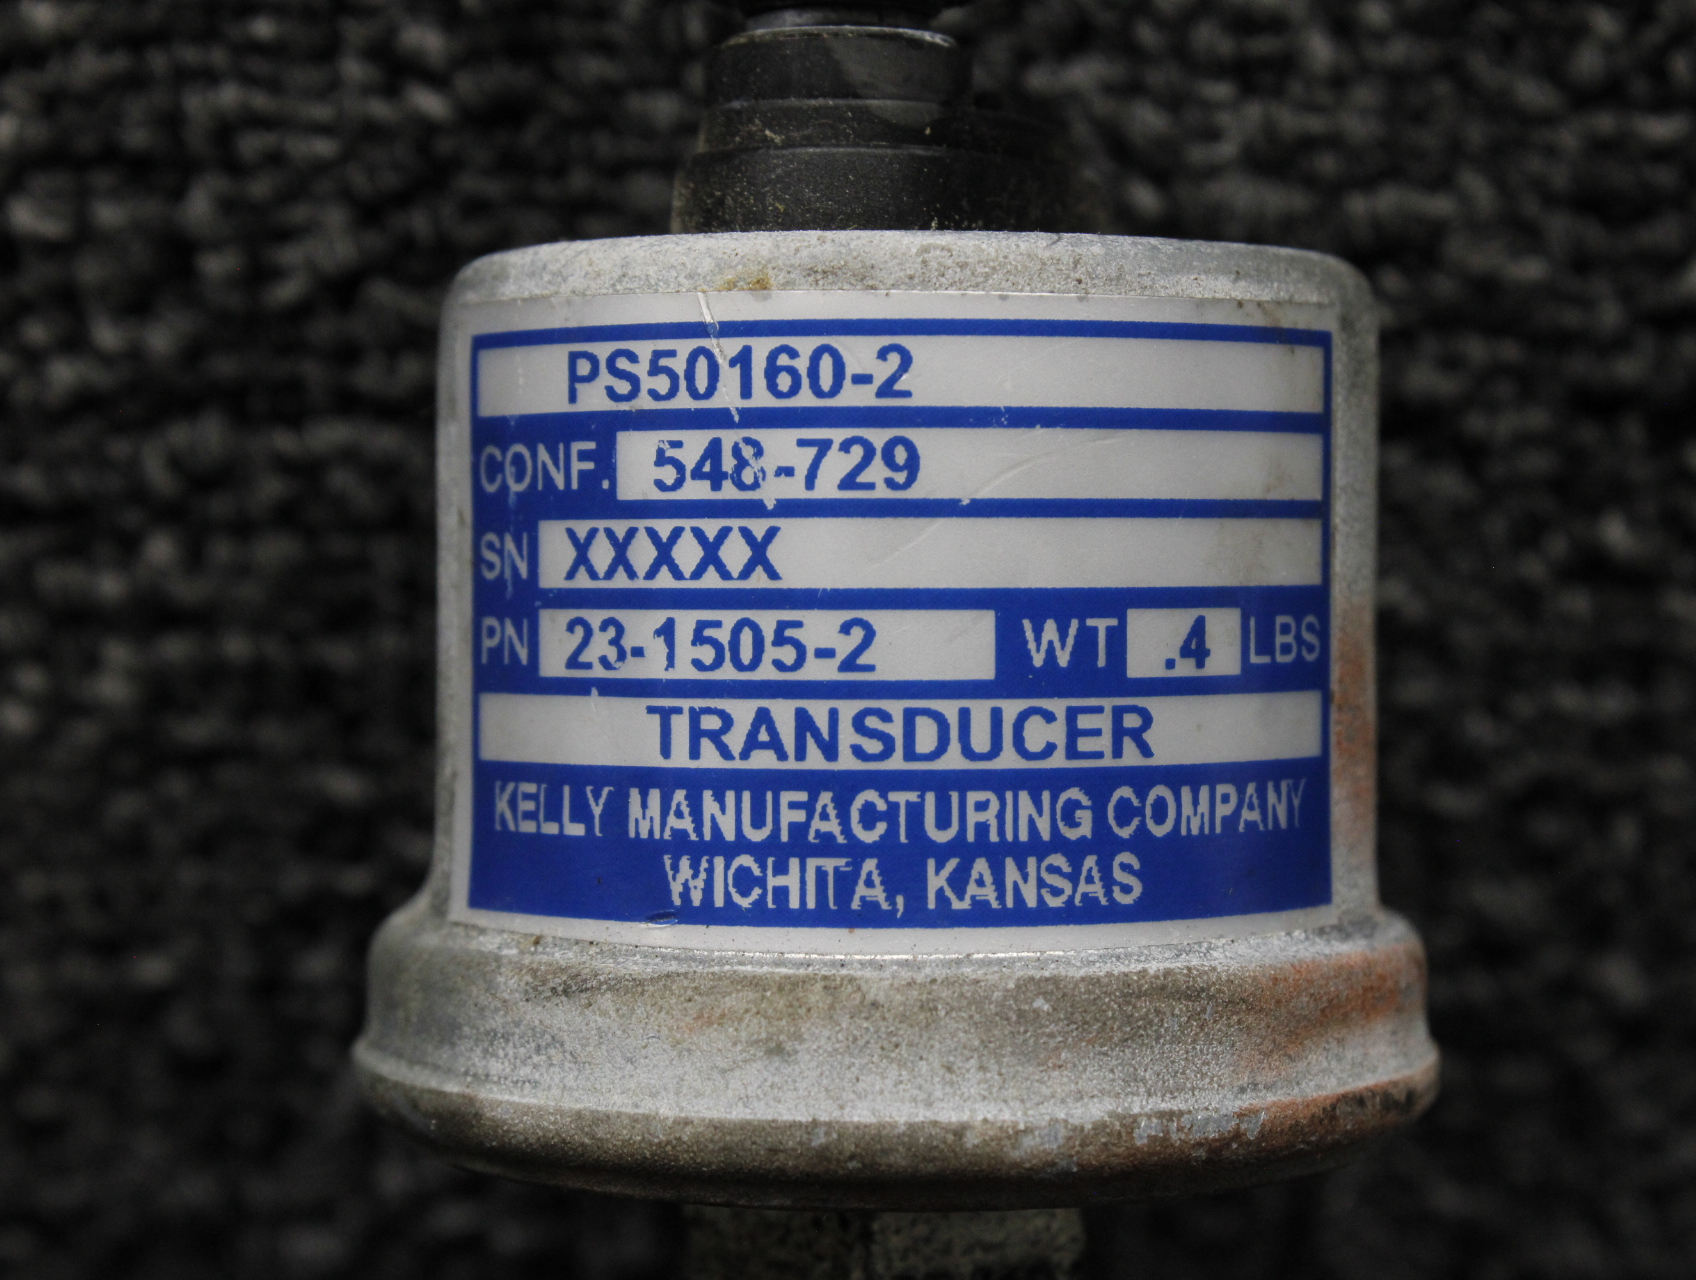 PS50160-2
CONF. 548-729
SN XXXXX
PN 23-1505-2 WT .4 LBS
TRANSDUCER
KELLY MANUFACTURING COMPANY
WICHITA, KANSAS